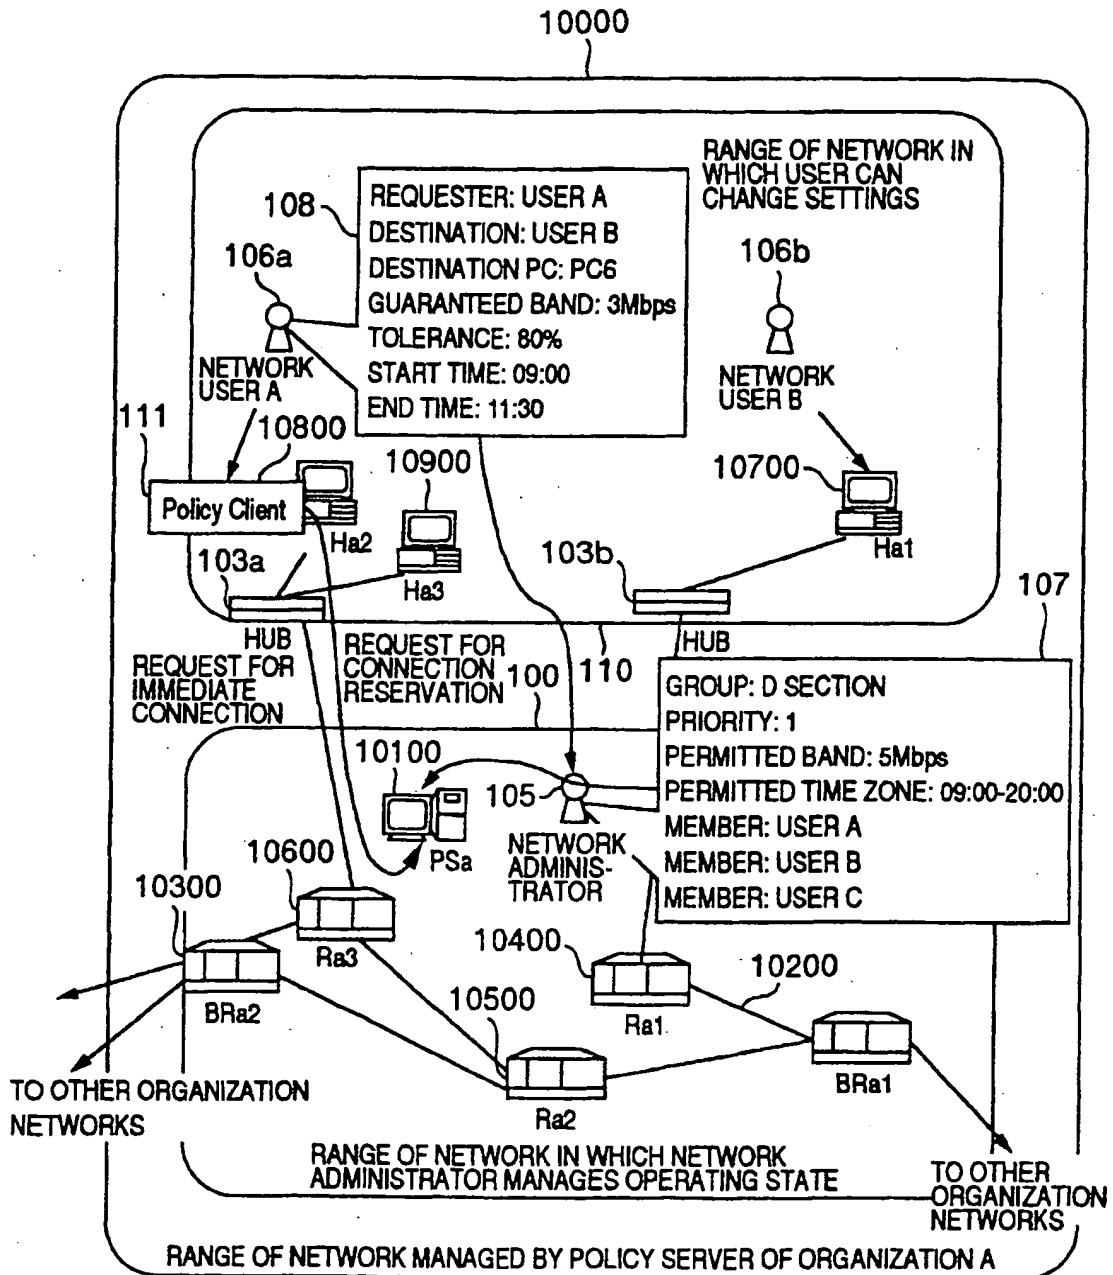 10000
RANGE OF NETWORK IN
WHICH USER CAN
CHANGE SETTINGS
108
REQUESTER: USER A
DESTINATION: USER B
DESTINATION PC: PC6
GUARANTEED BAND: 3Mbps
TOLERANCE: 80%
START TIME: 09:00
END TIME: 11:30
106a
106b
NETWORK
USER A
NETWORK
USER B
111
10800
10900
10700
Policy Client
Ha2
Ha3
Ha1
103a
103b
107
HUB
HUB
REQUEST FOR
IMMEDIATE
CONNECTION
REQUEST FOR
CONNECTION
RESERVATION
100
110
GROUP: D SECTION
PRIORITY: 1
PERMITTED BAND: 5Mbps
PERMITTED TIME ZONE: 09:00-20:00
MEMBER: USER A
MEMBER: USER B
MEMBER: USER C
10100
105
PSa
NETWORK
ADMINIS-
TRATOR
10600
10300
Ra3
BRa2
10400
10200
Ra1
10500
Ra2
BRa1
TO OTHER ORGANIZATION
NETWORKS
RANGE OF NETWORK IN WHICH NETWORK
ADMINISTRATOR MANAGES OPERATING STATE
TO OTHER
ORGANIZATION
NETWORKS
RANGE OF NETWORK MANAGED BY POLICY SERVER OF ORGANIZATION A